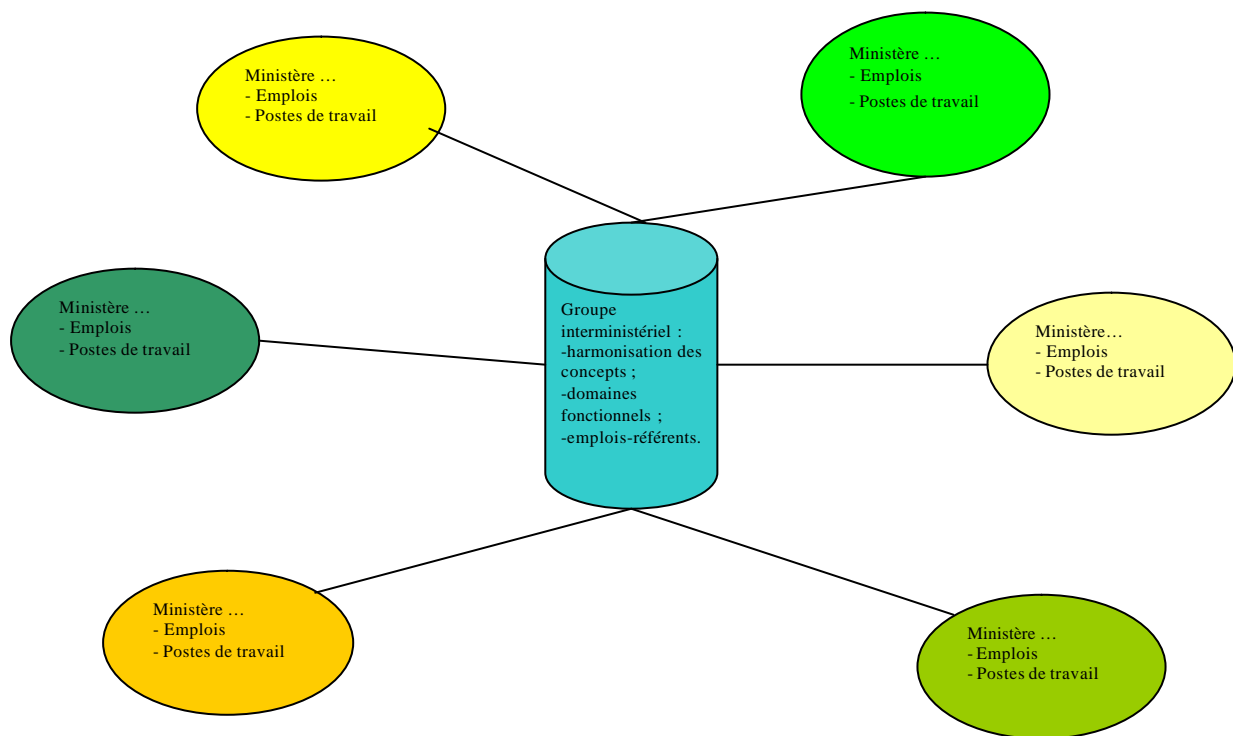 Ministère …
- Emplois
- Postes de travail
Ministère …
- Emplois
- Postes de travail
Ministère …
- Emplois
- Postes de travail
Groupe
interministériel :
-harmonisation des
concepts ;
-domaines
fonctionnels ;
-emplois-référents.
Ministère…
- Emplois
- Postes de travail
Ministère …
- Emplois
- Postes de travail
Ministère …
- Emplois
- Postes de travail